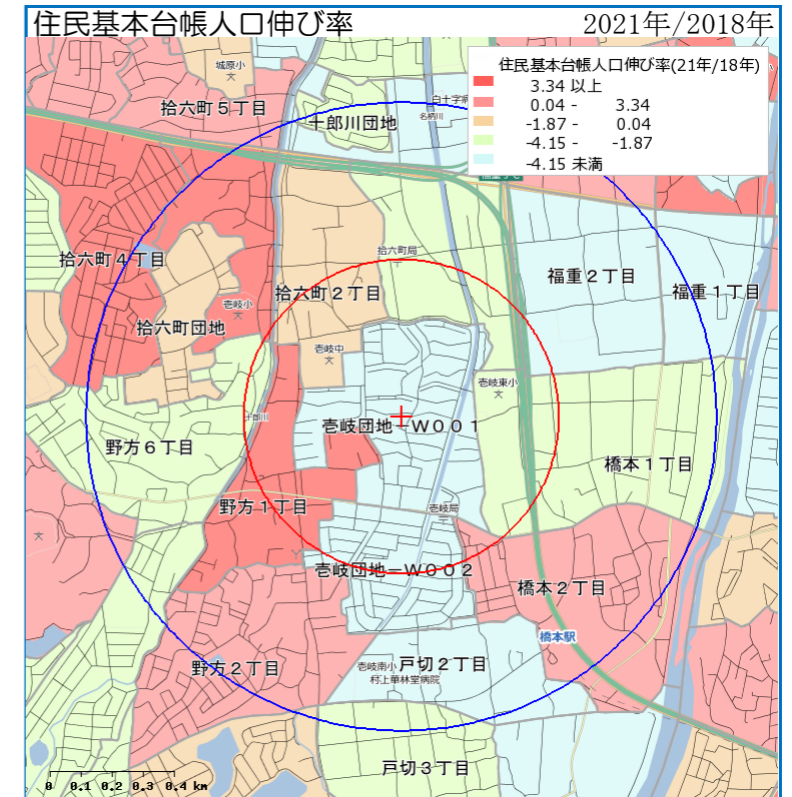 住民基本台帳人口伸び率
2021年/2018年
住民基本台帳人口伸び率(21年/18年)
3.34 以上
0.04 - 3.34
-1.87 - 0.04
-4.15 - -1.87
-4.15 未満
城原小
文
拾六町5丁目
十郎川団地
名柄川
拾六町局
拾六町4丁目
福重2丁目
福重1丁目
拾六町2丁目
壱岐小
文
拾六町団地
壱岐中
文
壱岐東小
文
十郎川
壱岐団地－W001
野方6丁目
橋本1丁目
野方1丁目
壱岐局
文
壱岐団地－W002
橋本2丁目
橋本駅
野方2丁目
壱岐南小
文
戸切2丁目
村上華林堂病院
戸切3丁目
0 0.1 0.2 0.3 0.4 km